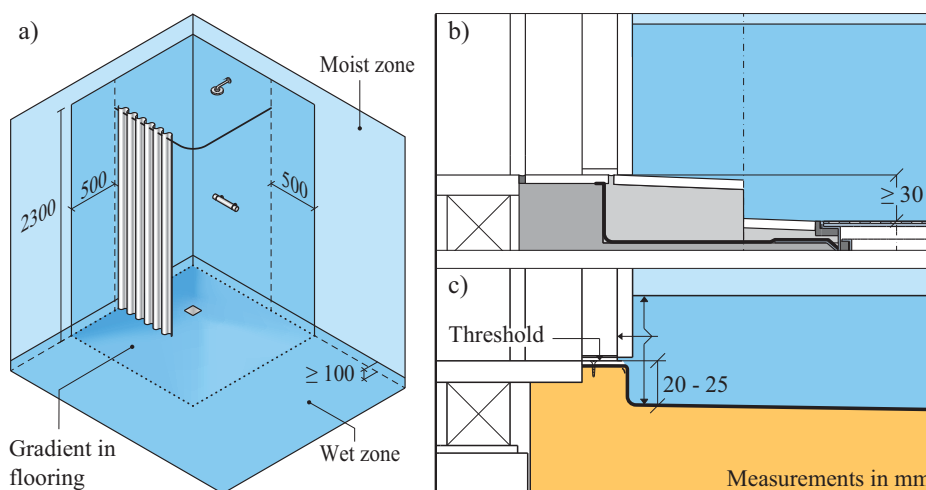 a)
Moist zone
500
500
2300
≥ 100
Gradient in
flooring
Wet zone
b)
≥ 30
c)
Threshold
20 - 25
Measurements in mm